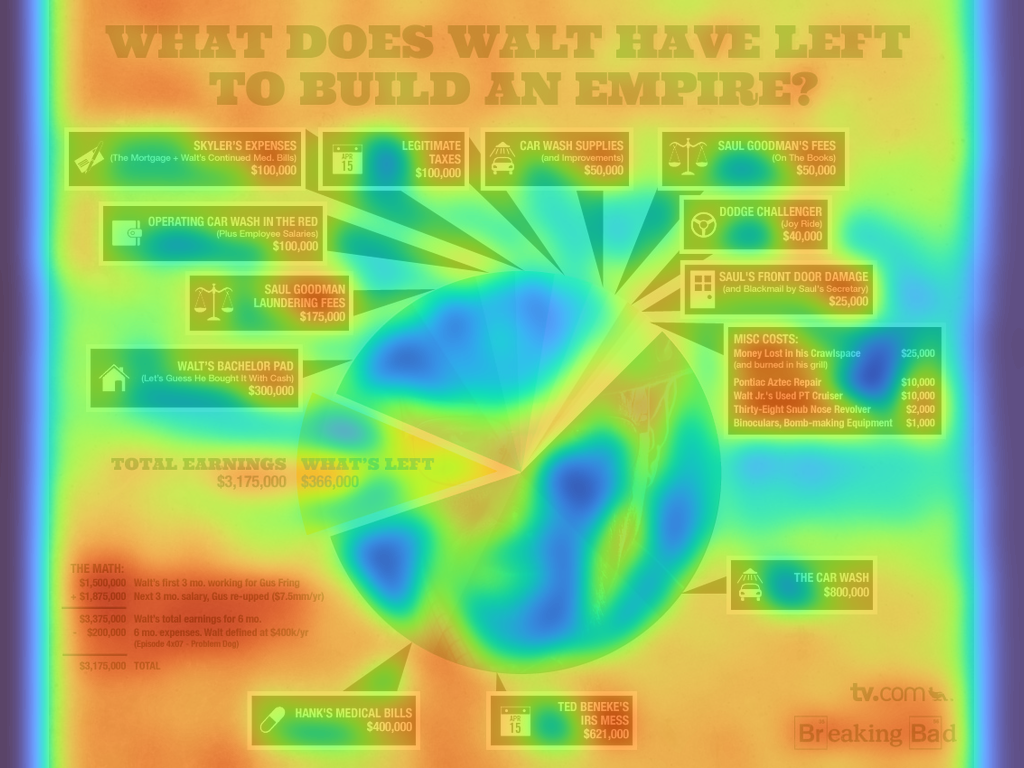 WHAT DOES WALT HAVE LEFT
TO BUILD AN EMPIRE?
SKYLER'S EXPENSES
(The Mortgage + Walt's Continued Med. Bills)
$100,000
APR
15
LEGITIMATE
TAXES
$100,000
CAR WASH SUPPLIES
(and Improvements)
$50,000
SAUL GOODMAN'S FEES
(On The Books)
$50,000
OPERATING CAR WASH IN THE RED
(Plus Employee Salaries)
$100,000
DODGE CHALLENGER
(Joy Ride)
$40,000
SAUL GOODMAN
LAUNDERING FEES
$175,000
SAUL'S FRONT DOOR DAMAGE
(and Blackmail by Saul's Secretary)
$25,000
WALT'S BACHELOR PAD
(Let's Guess He Bought It With Cash)
$300,000
MISC COSTS:
Money Lost in his Crawlspace $25,000
(and burned in his grill)
Pontiac Aztec Repair $10,000
Walt Jr.'s Used PT Cruiser $10,000
Thirty-Eight Snub Nose Revolver $2,000
Binoculars, Bomb-making Equipment $1,000
TOTAL EARNINGS
$3,175,000
WHAT'S LEFT
$366,000
THE MATH:
$1,500,000 Walt's first 3 mo. working for Gus Fring
+ $1,875,000 Next 3 mo. salary, Gus re-upped ($7.5mm/yr)
$3,375,000 Walt's total earnings for 6 mo.
- $200,000 6 mo. expenses. Walt defined at $400k/yr
(Episode 4x07 - Problem Dog)
$3,175,000 TOTAL
THE CAR WASH
$800,000
HANK'S MEDICAL BILLS
$400,000
APR
15
TED BENEKE'S
IRS MESS
$621,000
tv.com
Breaking Bad